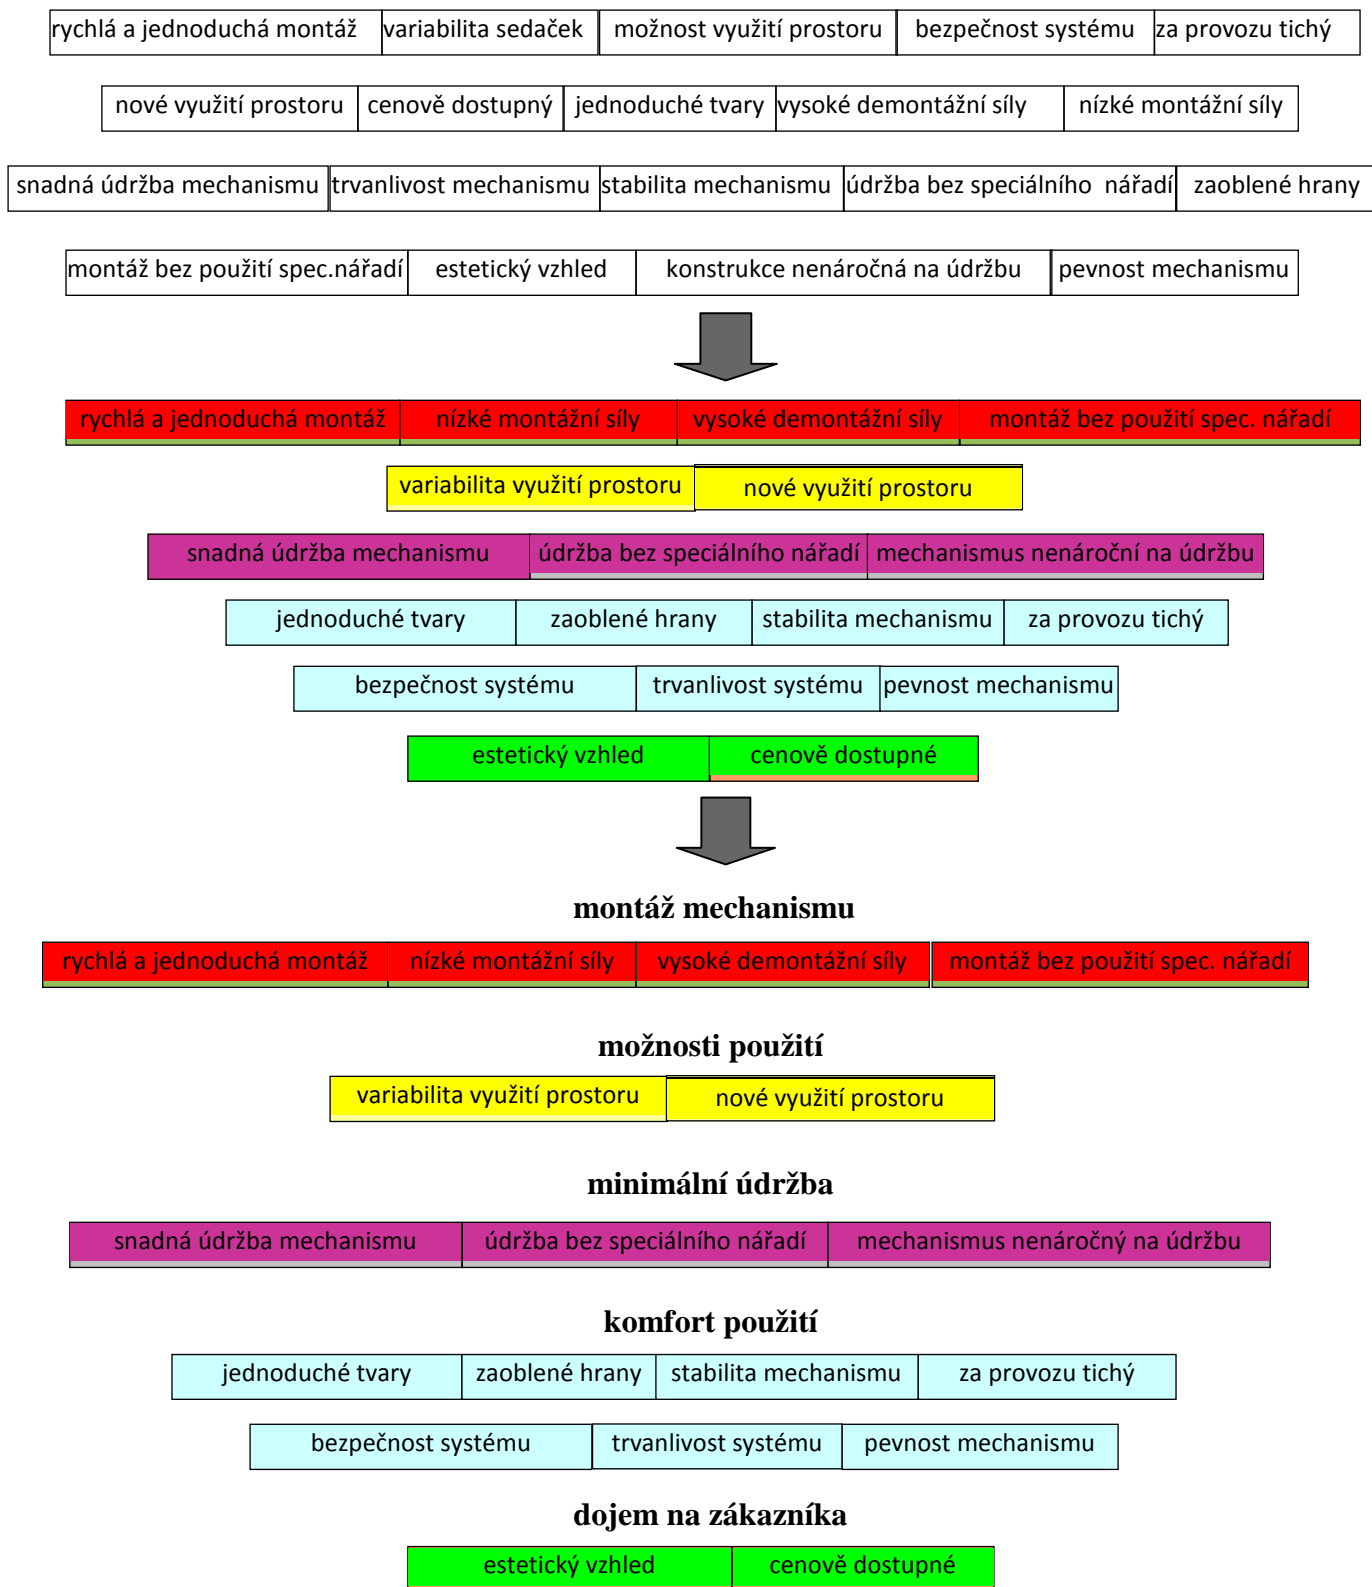 rychlá a jednoduchá montáž variabilita sedaček možnost využití prostoru bezpečnost systému za provozu tichý
nové využití prostoru cenově dostupný jednoduché tvary vysoké demontážní síly nízké montážní síly
snadná údržba mechanismu trvanlivost mechanismu stabilita mechanismu údržba bez speciálního nářadí zaoblené hrany
montáž bez použití spec.nářadí estetický vzhled konstrukce nenáročná na údržbu pevnost mechanismu
rychlá a jednoduchá montáž nízké montážní síly vysoké demontážní síly montáž bez použití spec. nářadí
variabilita využití prostoru nové využití prostoru
snadná údržba mechanismu údržba bez speciálního nářadí mechanismus nenároční na údržbu
jednoduché tvary zaoblené hrany stabilita mechanismu za provozu tichý
bezpečnost systému trvanlivost systému pevnost mechanismu
estetický vzhled cenově dostupné
montáž mechanismu
rychlá a jednoduchá montáž nízké montážní síly vysoké demontážní síly montáž bez použití spec. nářadí
možnosti použití
variabilita využití prostoru nové využití prostoru
minimální údržba
snadná údržba mechanismu údržba bez speciálního nářadí mechanismus nenáročný na údržbu
komfort použití
jednoduché tvary zaoblené hrany stabilita mechanismu za provozu tichý
bezpečnost systému trvanlivost systému pevnost mechanismu
dojem na zákazníka
estetický vzhled cenově dostupné